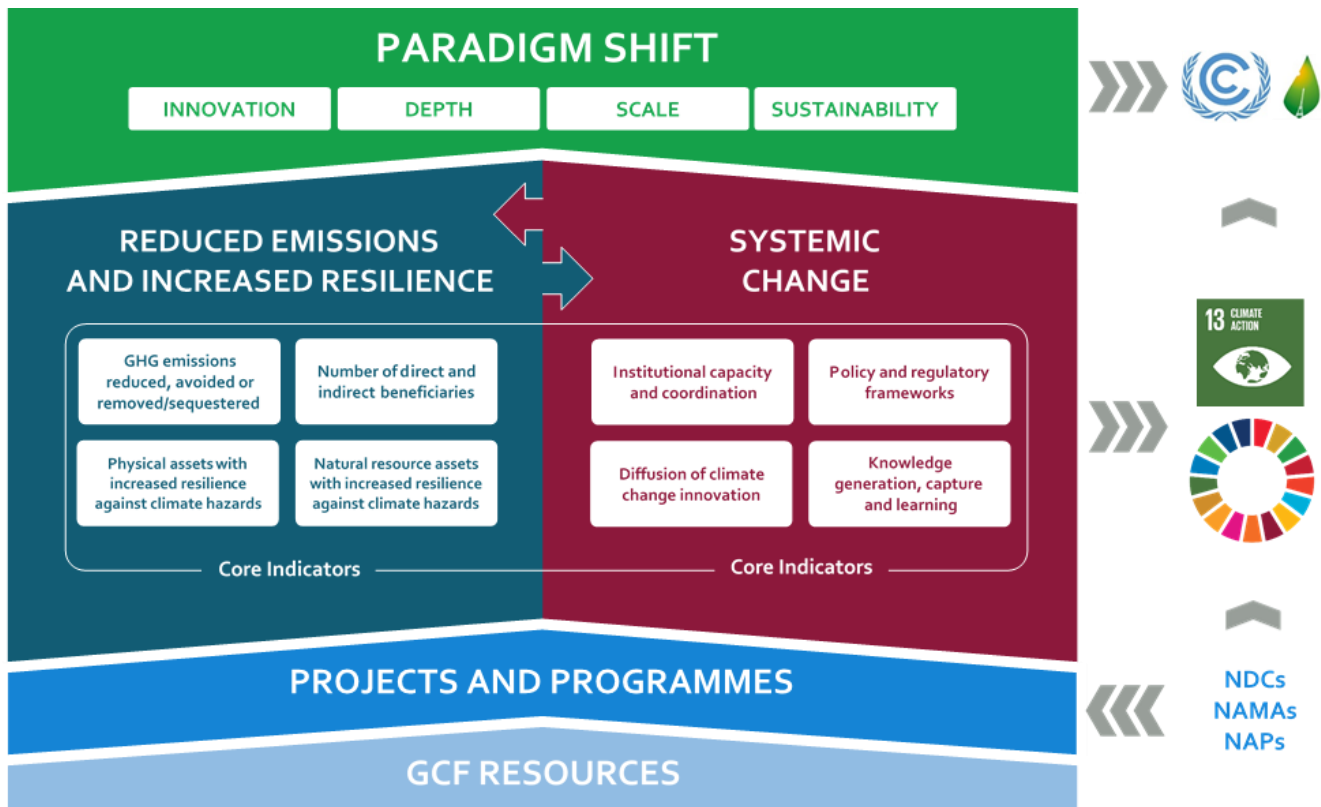 PARADIGM SHIFT
INNOVATION
DEPTH
SCALE
SUSTAINABILITY
REDUCED EMISSIONS
AND INCREASED RESILIENCE
SYSTEMIC
CHANGE
GHG emissions
reduced, avoided or
removed/sequestered
Number of direct and
indirect beneficiaries
Physical assets with
increased resilience
against climate hazards
Natural resource assets
with increased resilience
against climate hazards
Core Indicators
Institutional capacity
and coordination
Policy and regulatory
frameworks
Diffusion of climate
change innovation
Knowledge
generation, capture
and learning
Core Indicators
PROJECTS AND PROGRAMMES
GCF RESOURCES
13 CLIMATE
ACTION
NDCs
NAMAs
NAPs